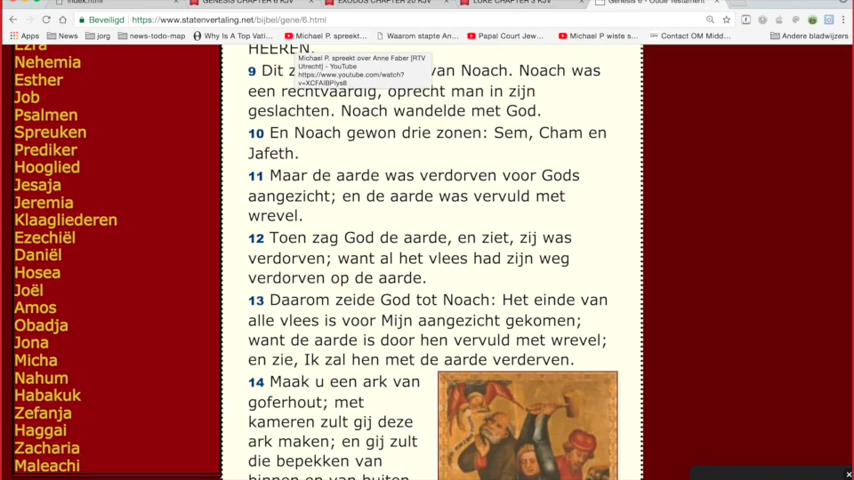 index.html
GENESIS CHAPTER 6 KJV
EXODUS CHAPTER 20 KJV
LUKE CHAPTER 3 KJV
Genesis 6 - Oude Testament
Beveiligd
https://www.statenvertaling.net/bijbel/gene/6.html
Apps
News
jorg
news-todo-map
Why Is A Top Vati...
Michael P. spreekt...
Waarom stapte An...
Papal Court Jew...
Michael P wiste s...
Contact OM Midd...
Andere bladwijzers
Michael P. spreekt over Anne Faber [RTV
Utrecht] - YouTube
https://www.youtube.com/watch?
Ezra
Nehemia
Esther
Job
Psalmen
Spreuken
Prediker
Hooglied
Jesaja
Jeremia
Klaagliederen
Ezechiël
Daniël
Hosea
Joël
Amos
Obadja
Jona
Micha
Nahum
Habakuk
Zefanja
Haggai
Zacharia
Maleachi
HEEREN.
9 Dit z van Noach. Noach was
een rechtvaardig, oprecht man in zijn
geslachten. Noach wandelde met God.
10 En Noach gewon drie zonen: Sem, Cham en
Jafeth.
11 Maar de aarde was verdorven voor Gods
aangezicht; en de aarde was vervuld met
wrevel.
12 Toen zag God de aarde, en ziet, zij was
verdorven; want al het vlees had zijn weg
verdorven op de aarde.
13 Daarom zeide God tot Noach: Het einde van
alle vlees is voor Mijn aangezicht gekomen;
want de aarde is door hen vervuld met wrevel;
en zie, Ik zal hen met de aarde verderven.
14 Maak u een ark van
goferhout; met
kameren zult gij deze
ark maken; en gij zult
die bepekken van
binnen en van buiten